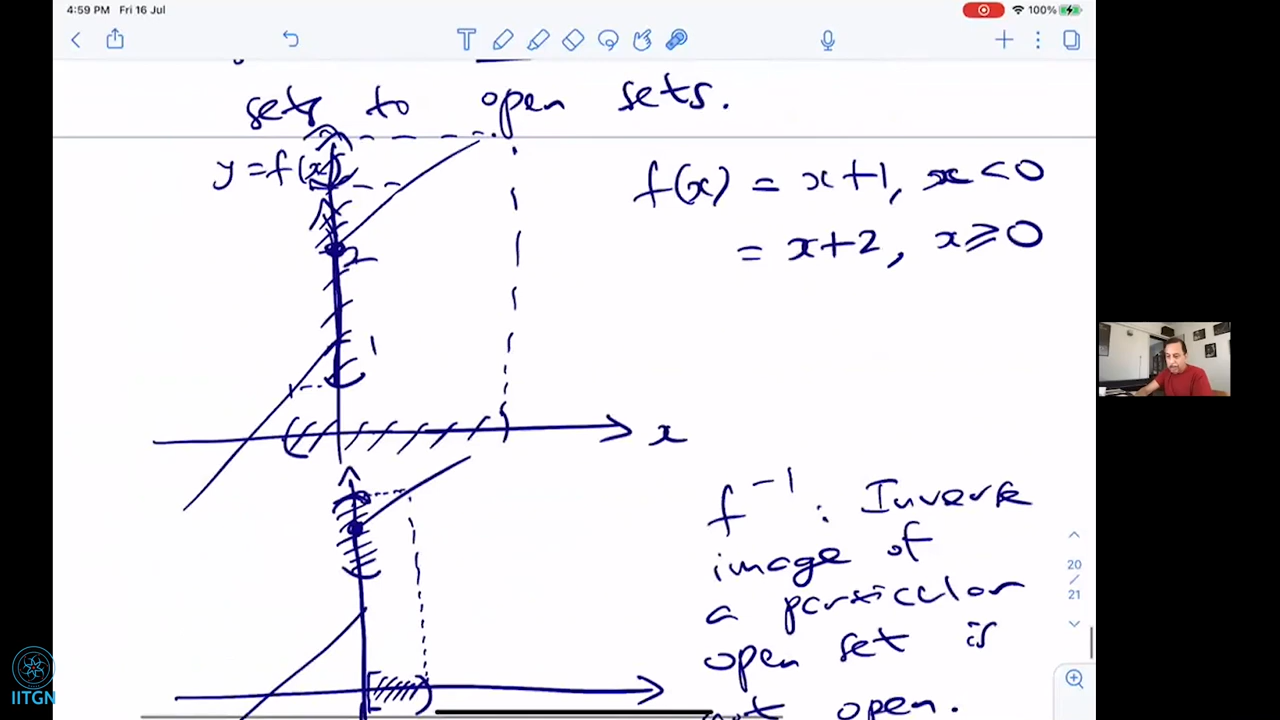 4:59 PM Fri 16 Jul
100%
sets to open sets.
y = f(x)
f(x) = x+1, x<0
= x+2, x⩾0
2
1
x
f⁻¹ : Inverse
image of
a particular
open set is
not open.
20
/
21
IITGN